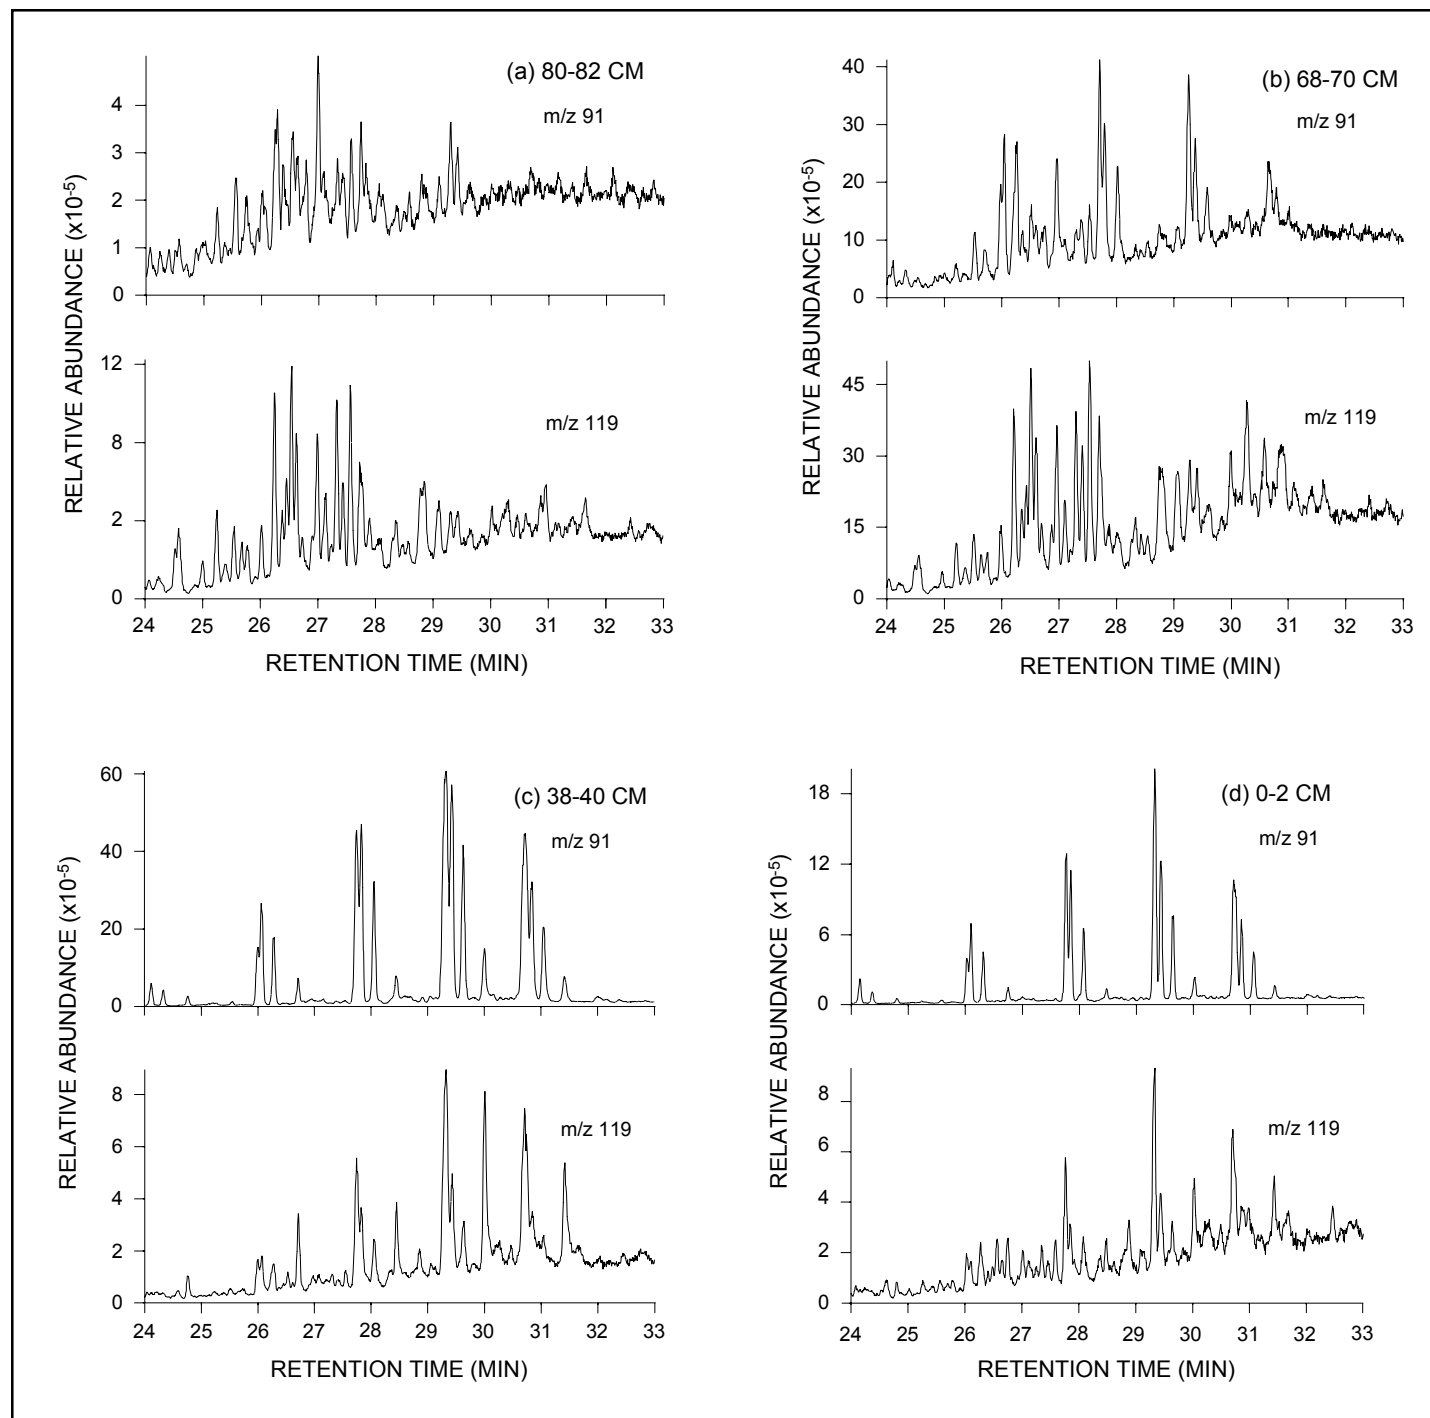 (a) 80-82 CM
m/z 91
4
3
2
1
0
RELATIVE ABUNDANCE (x10-5)
12
8
2
0
m/z 119
24 25 26 27 28 29 30 31 32 33
RETENTION TIME (MIN)
(b) 68-70 CM
m/z 91
40
30
20
10
0
RELATIVE ABUNDANCE (x10-5)
45
30
15
0
m/z 119
24 25 26 27 28 29 30 31 32 33
RETENTION TIME (MIN)
(c) 38-40 CM
m/z 91
60
40
20
0
RELATIVE ABUNDANCE (x10-5)
8
6
4
2
0
m/z 119
24 25 26 27 28 29 30 31 32 33
RETENTION TIME (MIN)
(d) 0-2 CM
m/z 91
18
12
6
0
RELATIVE ABUNDANCE (x10-5)
8
6
4
2
0
m/z 119
24 25 26 27 28 29 30 31 32 33
RETENTION TIME (MIN)